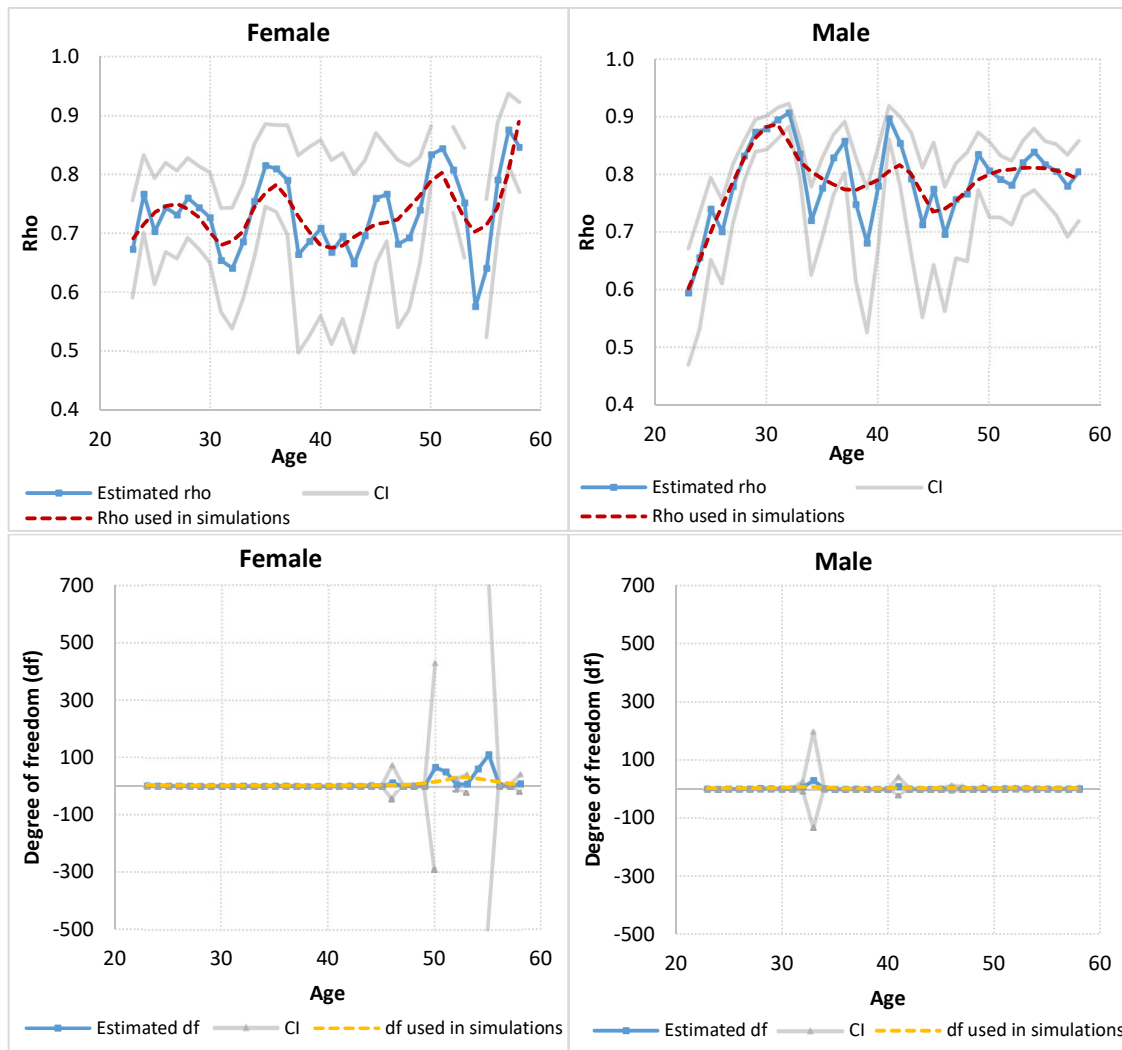 Female
1.0
0.9
0.8
0.7
0.6
0.5
0.4
Rho
20 30 40 50 60
Age
Estimated rho CI
Rho used in simulations
Male
1.0
0.9
0.8
0.7
0.6
0.5
0.4
Rho
20 30 40 50 60
Age
Estimated rho CI
Rho used in simulations
Female
700
500
300
100
-100
-300
-500
Degree of freedom (df)
20 30 40 50 60
Age
Estimated df CI df used in simulations
Male
700
500
300
100
-100
-300
-500
Degree of freedom (df)
20 30 40 50 60
Age
Estimated df CI df used in simulations